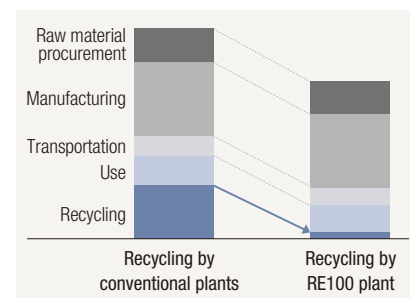 Raw material
procurement
Manufacturing
Transportation
Use
Recycling
Recycling by
conventional plants
Recycling by
RE100 plant